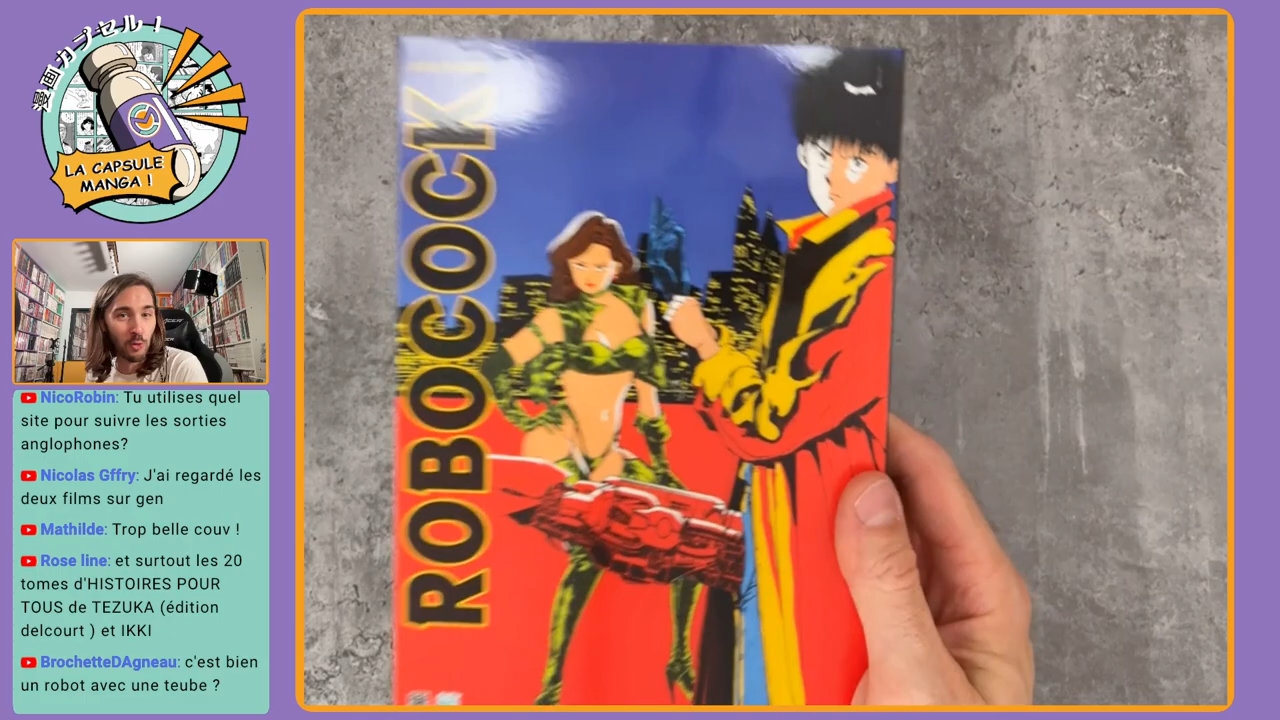 漫画カプセル！
LA CAPSULE
MANGA !
ROBOCOCK
NicoRobin: Tu utilises quel
site pour suivre les sorties
anglophones?
Nicolas Gffry: J'ai regardé les
deux films sur gen
Mathilde: Trop belle couv !
Rose line: et surtout les 20
tomes d'HISTOIRES POUR
TOUS de TEZUKA (édition
delcourt ) et IKKI
BrochetteDAgneau: c'est bien
un robot avec une teube ?